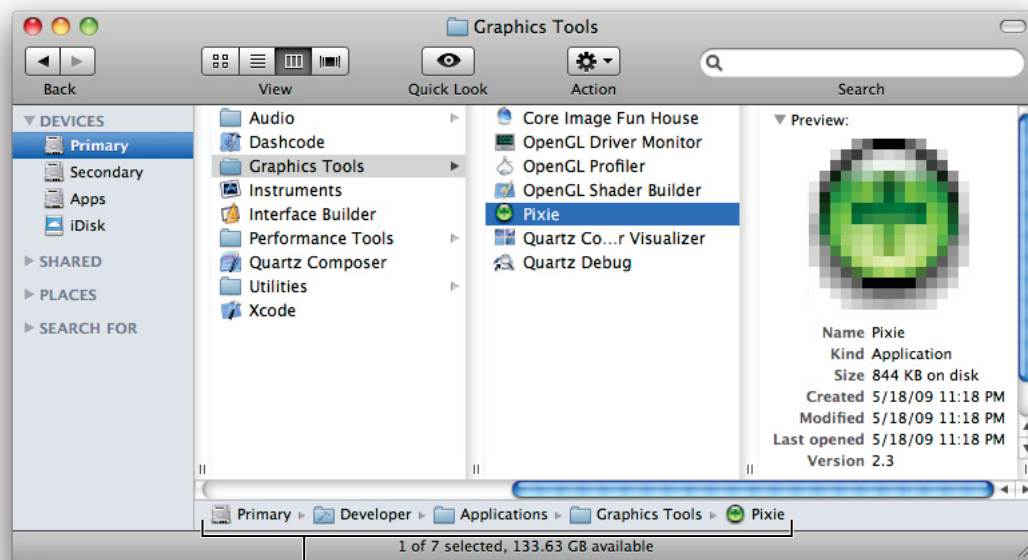 Graphics Tools
Back
View
Quick Look
Action
Search
DEVICES
Primary
Secondary
Apps
iDisk
SHARED
PLACES
SEARCH FOR
Audio
Dashcode
Graphics Tools
Instruments
Interface Builder
Performance Tools
Quartz Composer
Utilities
Xcode
Core Image Fun House
OpenGL Driver Monitor
OpenGL Profiler
OpenGL Shader Builder
Pixie
Quartz Co...r Visualizer
Quartz Debug
Preview:
Name Pixie
Kind Application
Size 844 KB on disk
Created 5/18/09 11:18 PM
Modified 5/18/09 11:18 PM
Last opened 5/18/09 11:18 PM
Version 2.3
Primary Developer Applications Graphics Tools Pixie
1 of 7 selected, 133.63 GB available